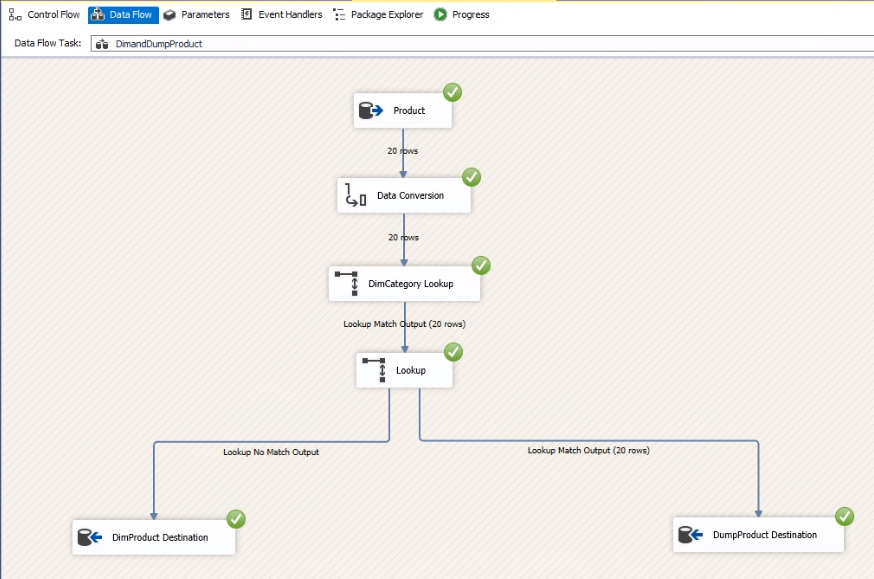 Control Flow Data Flow Parameters Event Handlers Package Explorer Progress
Data Flow Task: DimandDumpProduct
Product
20 rows
Data Conversion
20 rows
DimCategory Lookup
Lookup Match Output (20 rows)
Lookup
Lookup No Match Output
Lookup Match Output (20 rows)
DimProduct Destination
DumpProduct Destination